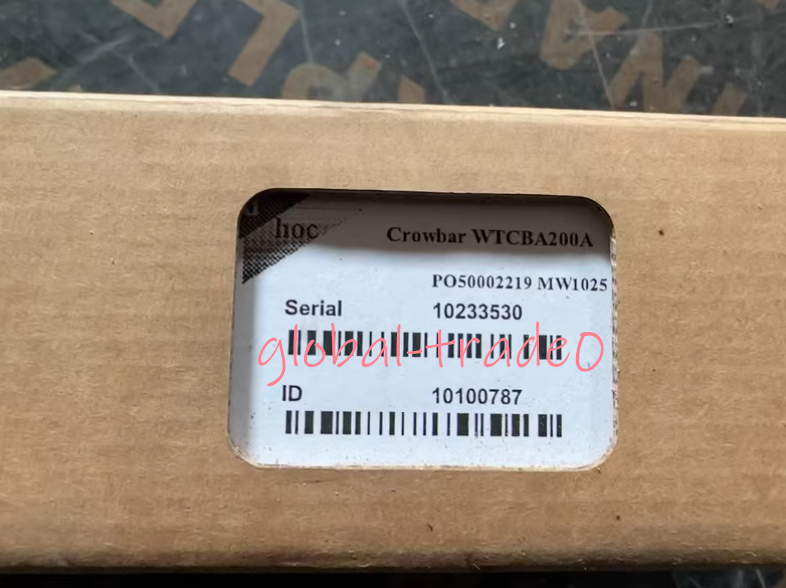 hoc
Crowbar WTCBA200A
PO50002219 MW1025
Serial 10233530
global-trade0
ID 10100787